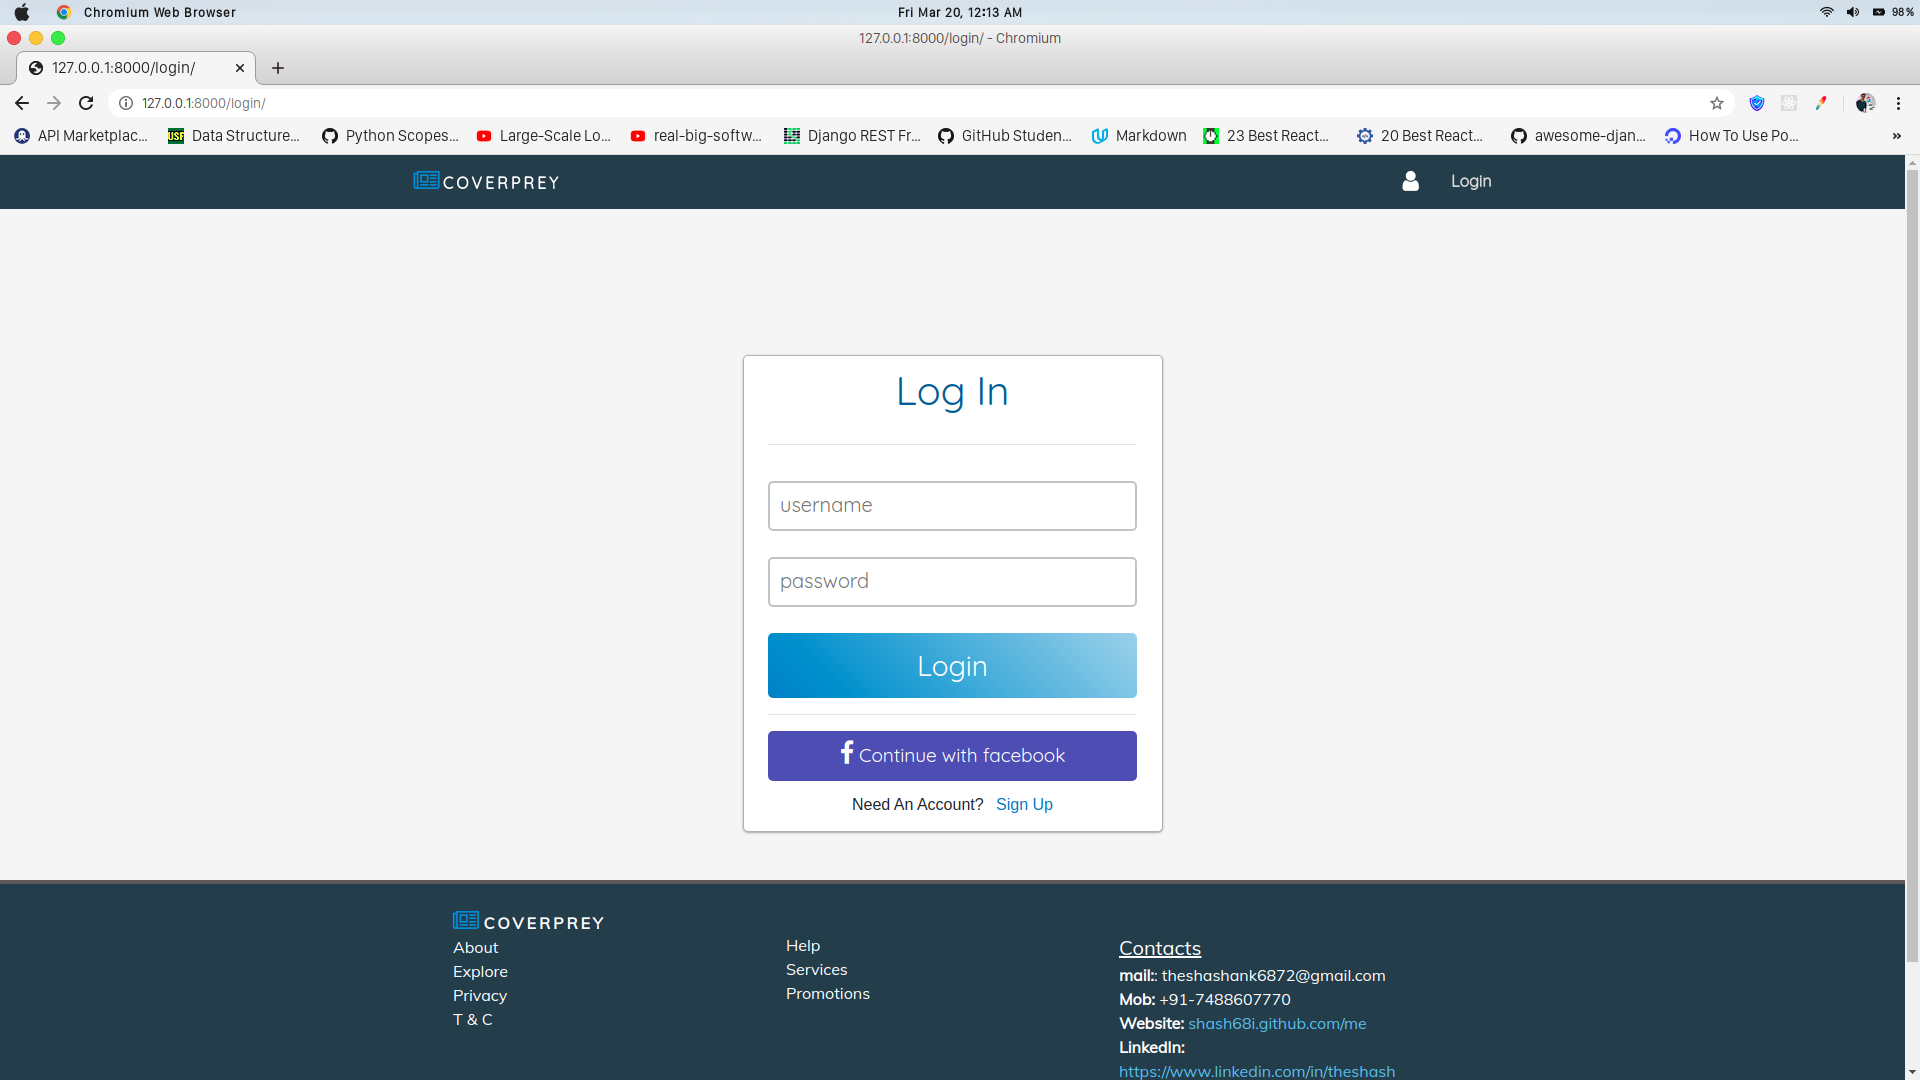 Chromium Web Browser
Fri Mar 20, 12:13 AM
98%
127.0.0.1:8000/login/ - Chromium
127.0.0.1:8000/login/
127.0.0.1:8000/login/
API Marketplac...
Data Structure...
Python Scopes...
Large-Scale Lo...
real-big-softw...
Django REST Fr...
GitHub Studen...
Markdown
23 Best React...
20 Best React...
awesome-djan...
How To Use Po...
COVERPREY
Login
Log In
username
password
Login
Continue with facebook
Need An Account? Sign Up
COVERPREY
About
Explore
Privacy
T & C
Help
Services
Promotions
Contacts
mail:: theshashank6872@gmail.com
Mob: +91-7488607770
Website: shash68i.github.com/me
LinkedIn:
https://www.linkedin.com/in/theshash